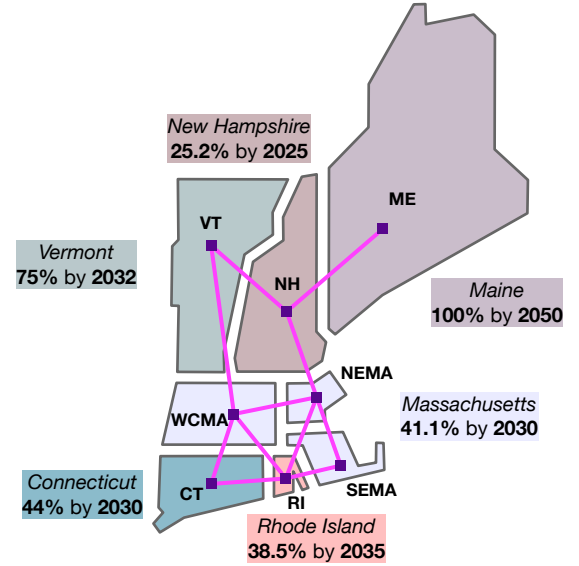 New Hampshire
25.2% by 2025
ME
VT
Vermont
75% by 2032
NH
Maine
100% by 2050
NEMA
Massachusetts
41.1% by 2030
WCMA
Connecticut
44% by 2030
CT
RI
SEMA
Rhode Island
38.5% by 2035